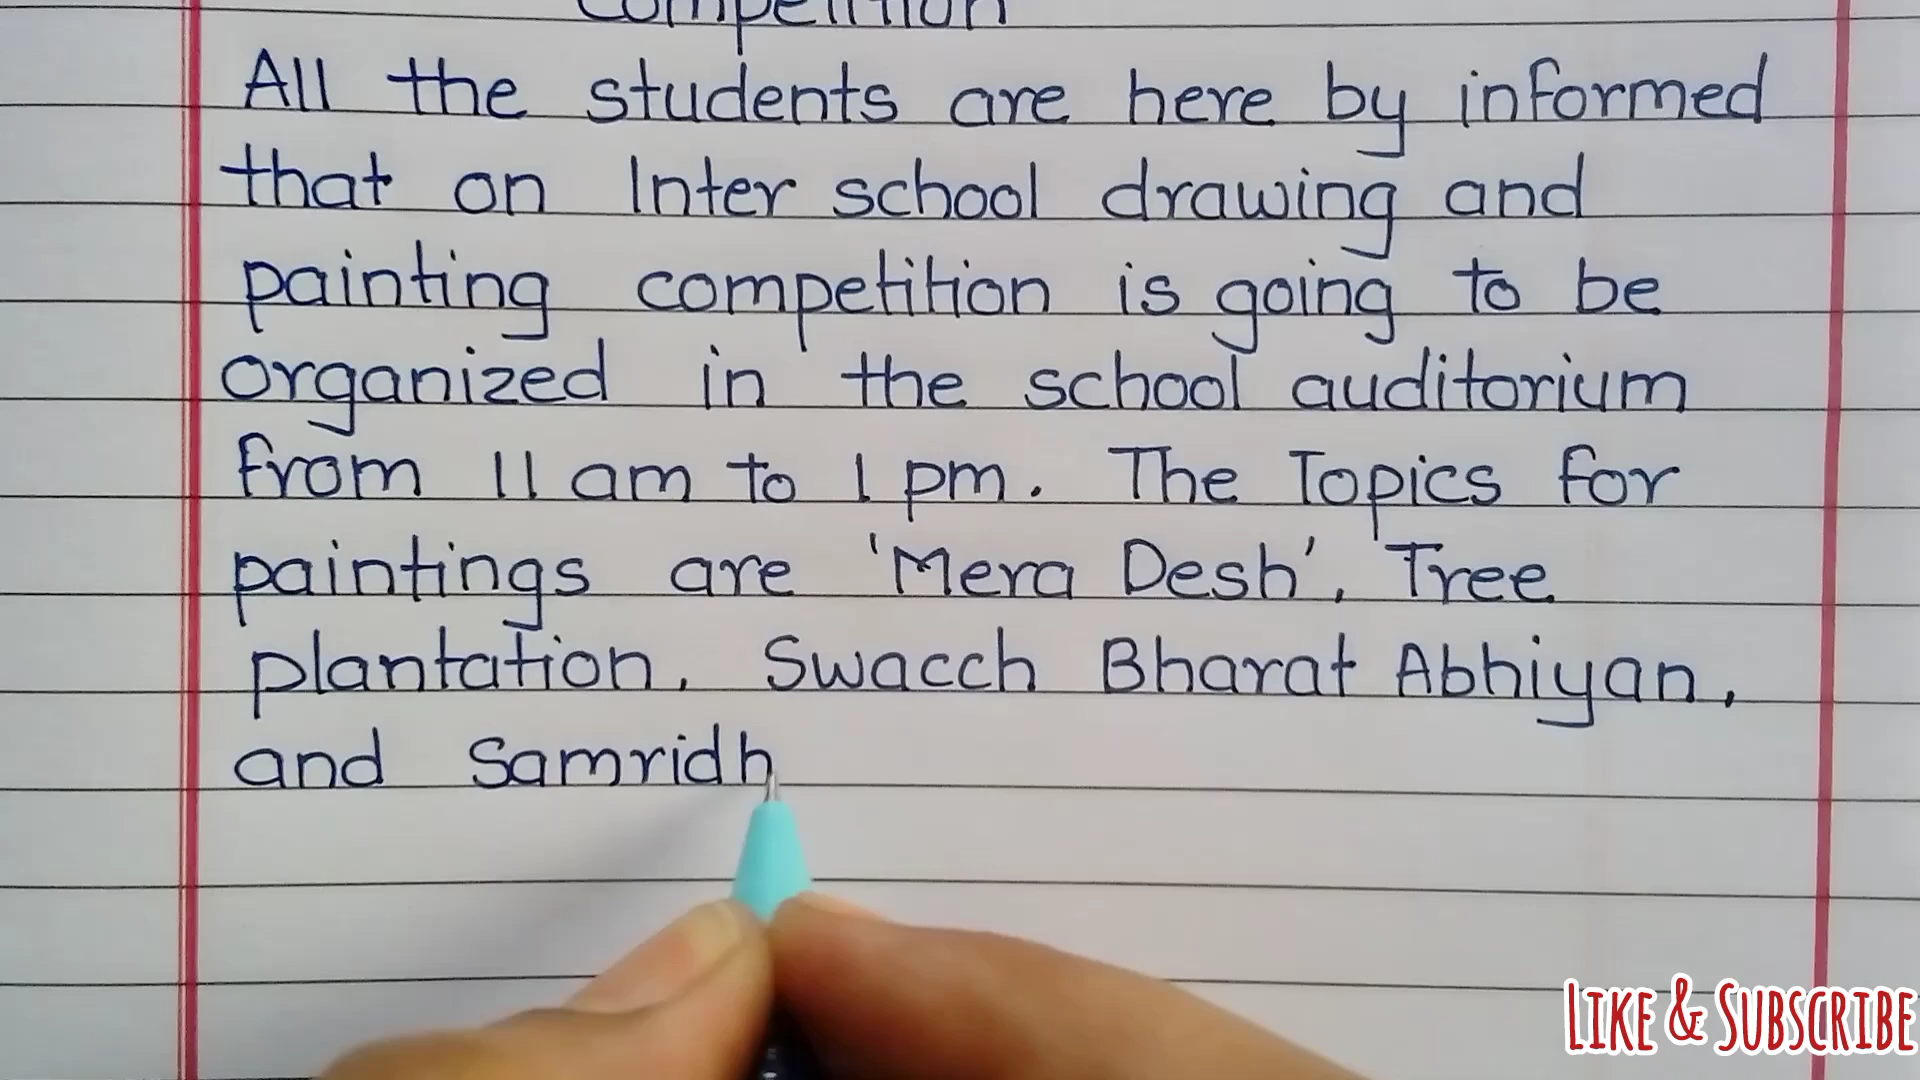 Competition
All the students are here by informed
that on Inter school drawing and
painting competition is going to be
organized in the school auditorium
from 11 am to 1 pm. The Topics for
paintings are 'Mera Desh', Tree
plantation, Swacch Bharat Abhiyan,
and Samridh
LIKE & SUBSCRIBE